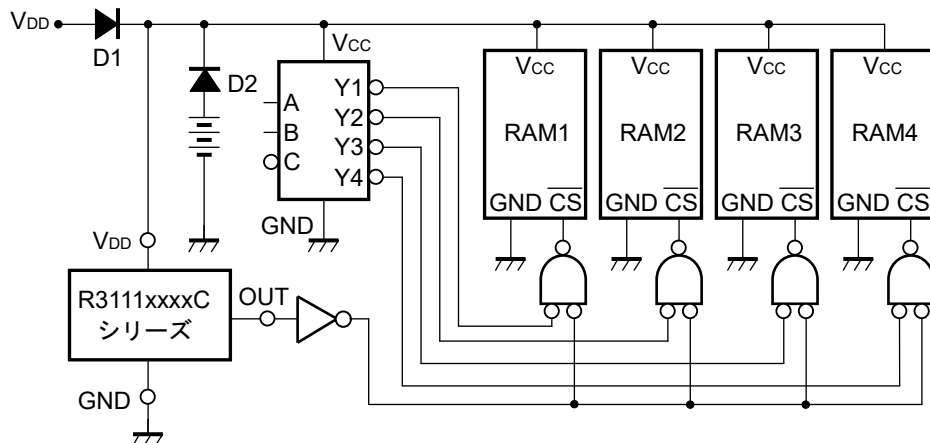 VDD
D1
D2
VCC
A
B
C
Y1
Y2
Y3
Y4
GND
VCC
RAM1
GND CS
VCC
RAM2
GND CS
VCC
RAM3
GND CS
VCC
RAM4
GND CS
VDD
R3111xxxxC
シリーズ
OUT
GND